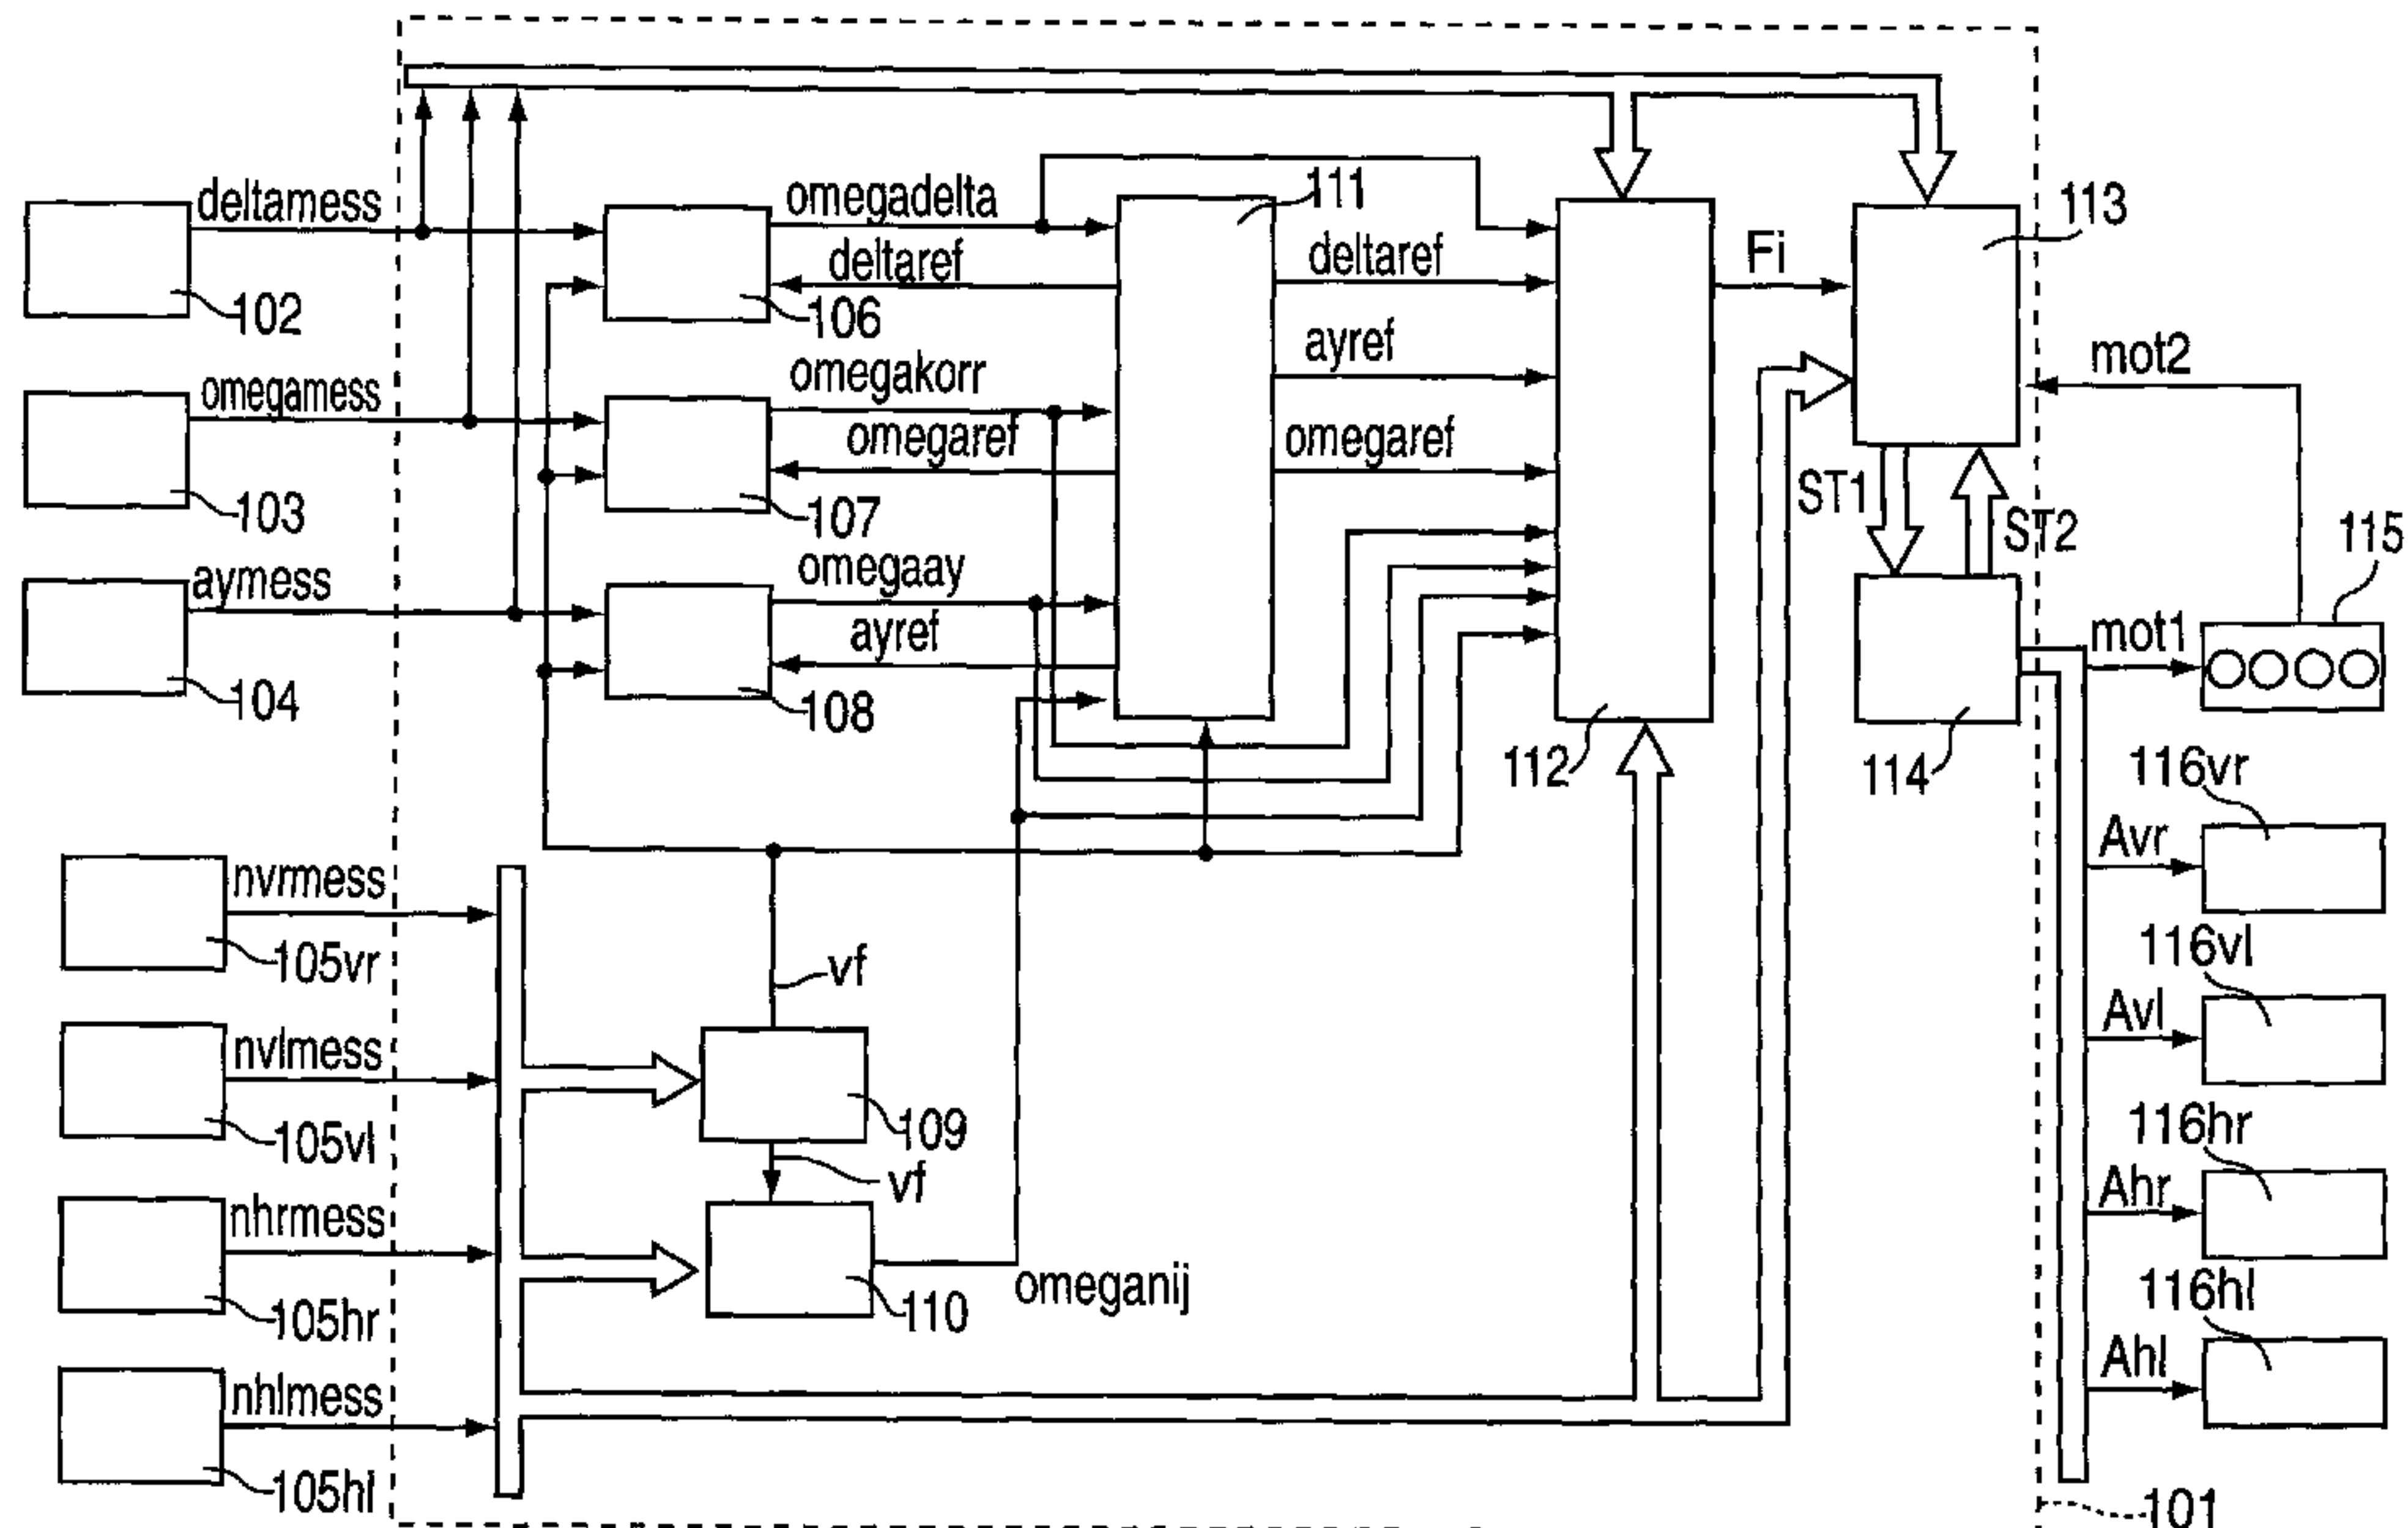 deltamess
102
omegamess
103
aymess
104
nvrmess
105vr
nvlmess
105vl
nhrmess
105hr
nhlmess
105hl
omegadelta
deltaref
106
omegakorr
omegaref
107
omegaay
ayref
108
vf
109
vf
110
omeganij
111
deltaref
ayref
omegaref
112
Fi
113
ST1
ST2
114
mot2
115
mot1
116vr
Avr
116vl
Avl
116hr
Ahr
116hl
Ahl
101